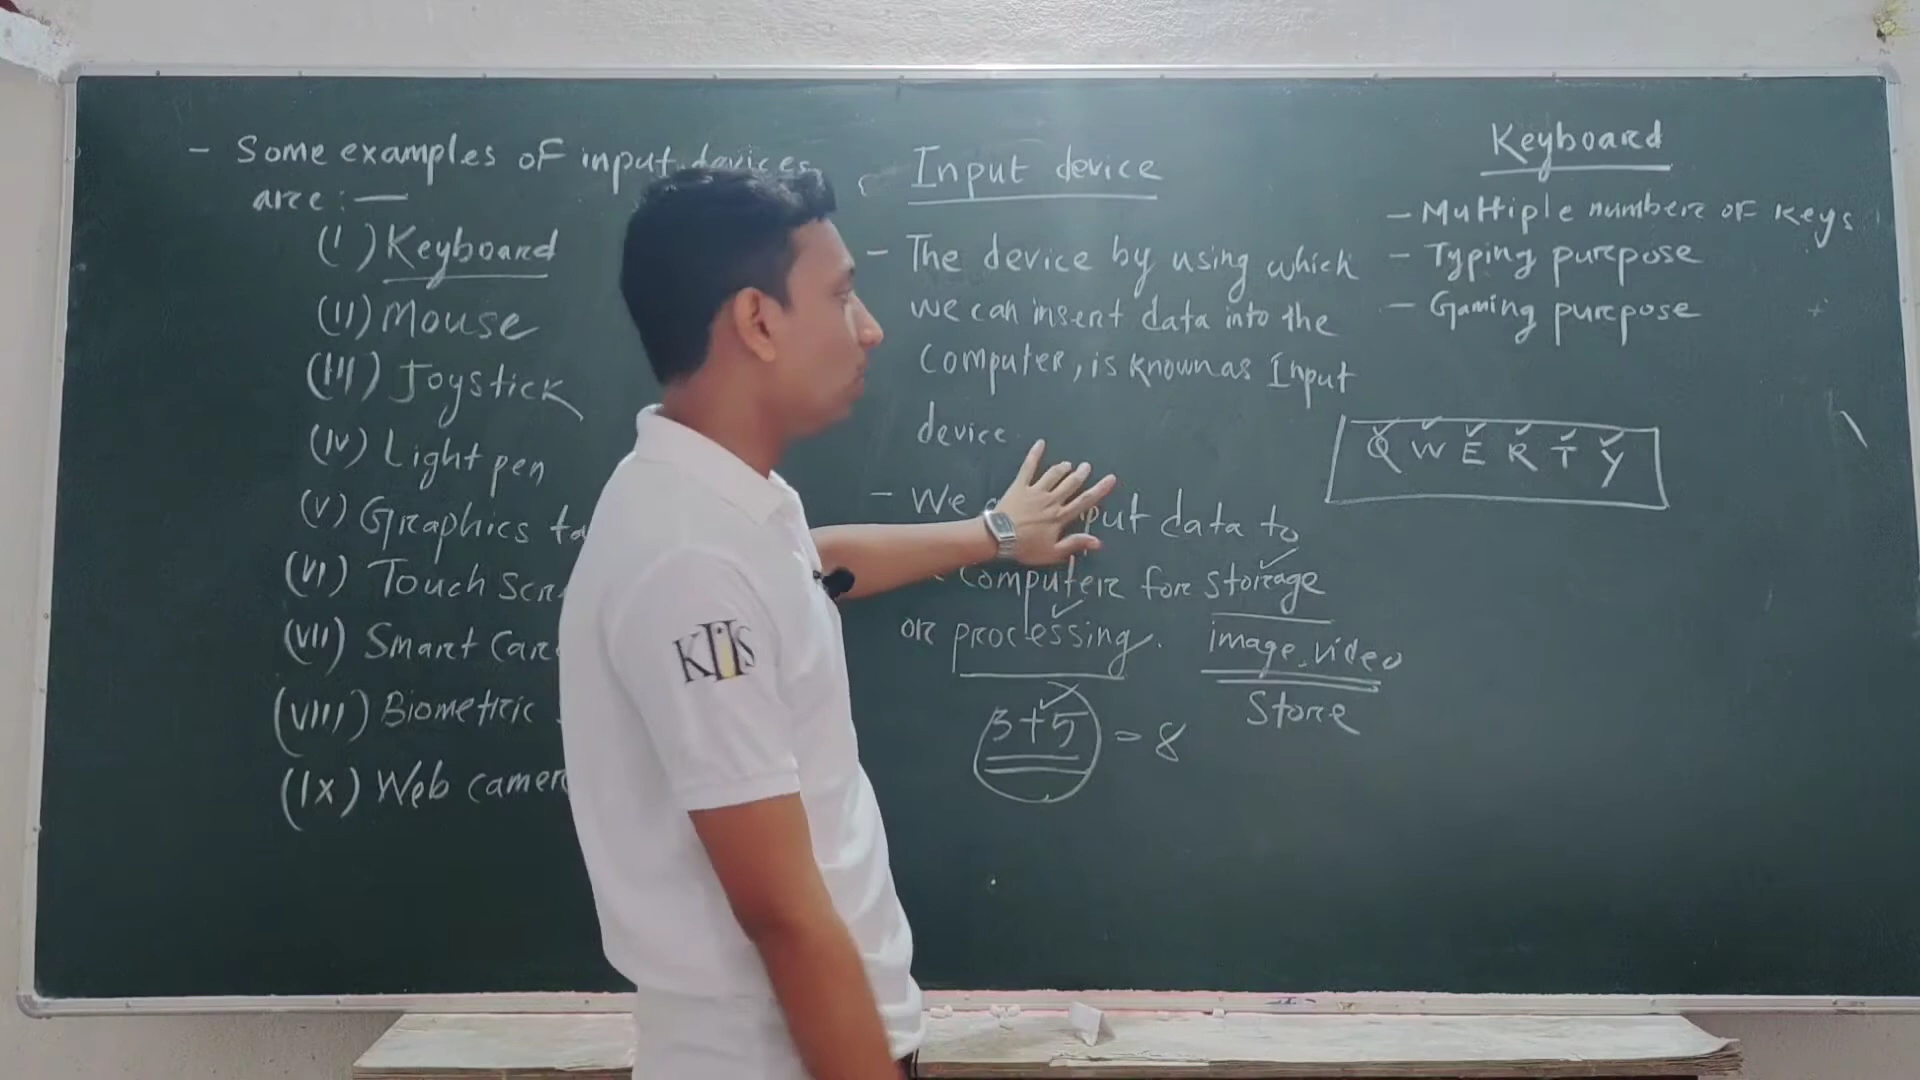 - Some examples of input devices
are: —
(I) Keyboard
(II) Mouse
(III) Joystick
(IV) Light pen
(V) Graphics
(VI) Touch
(VII) Smart
(VIII) Biometric
(IX) Web
Input device
- The device by using which
we can insert data into the
Computer, is known as Input
device.
- We put data to
Computer for storage
or processing. image, video
Store
3+5 = 8
Keyboard
- Multiple number of Keys
- Typing purpose
- Gaming purpose
Q W E R T Y
KIIS